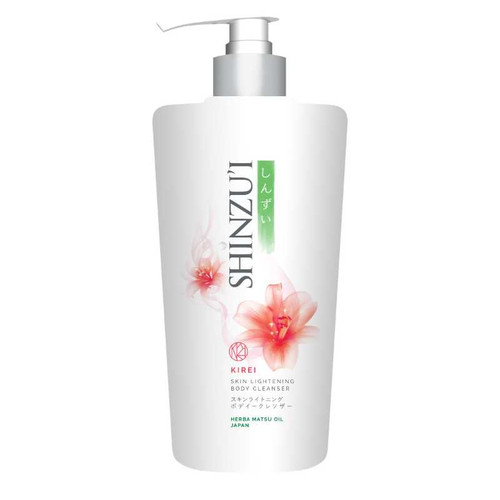 SHINZU'I
しんずい
KIREI
SKIN LIGHTENING
BODY CLEANSER
スキンライトニング
ボディークレンザー
HERBA MATSU OIL
JAPAN